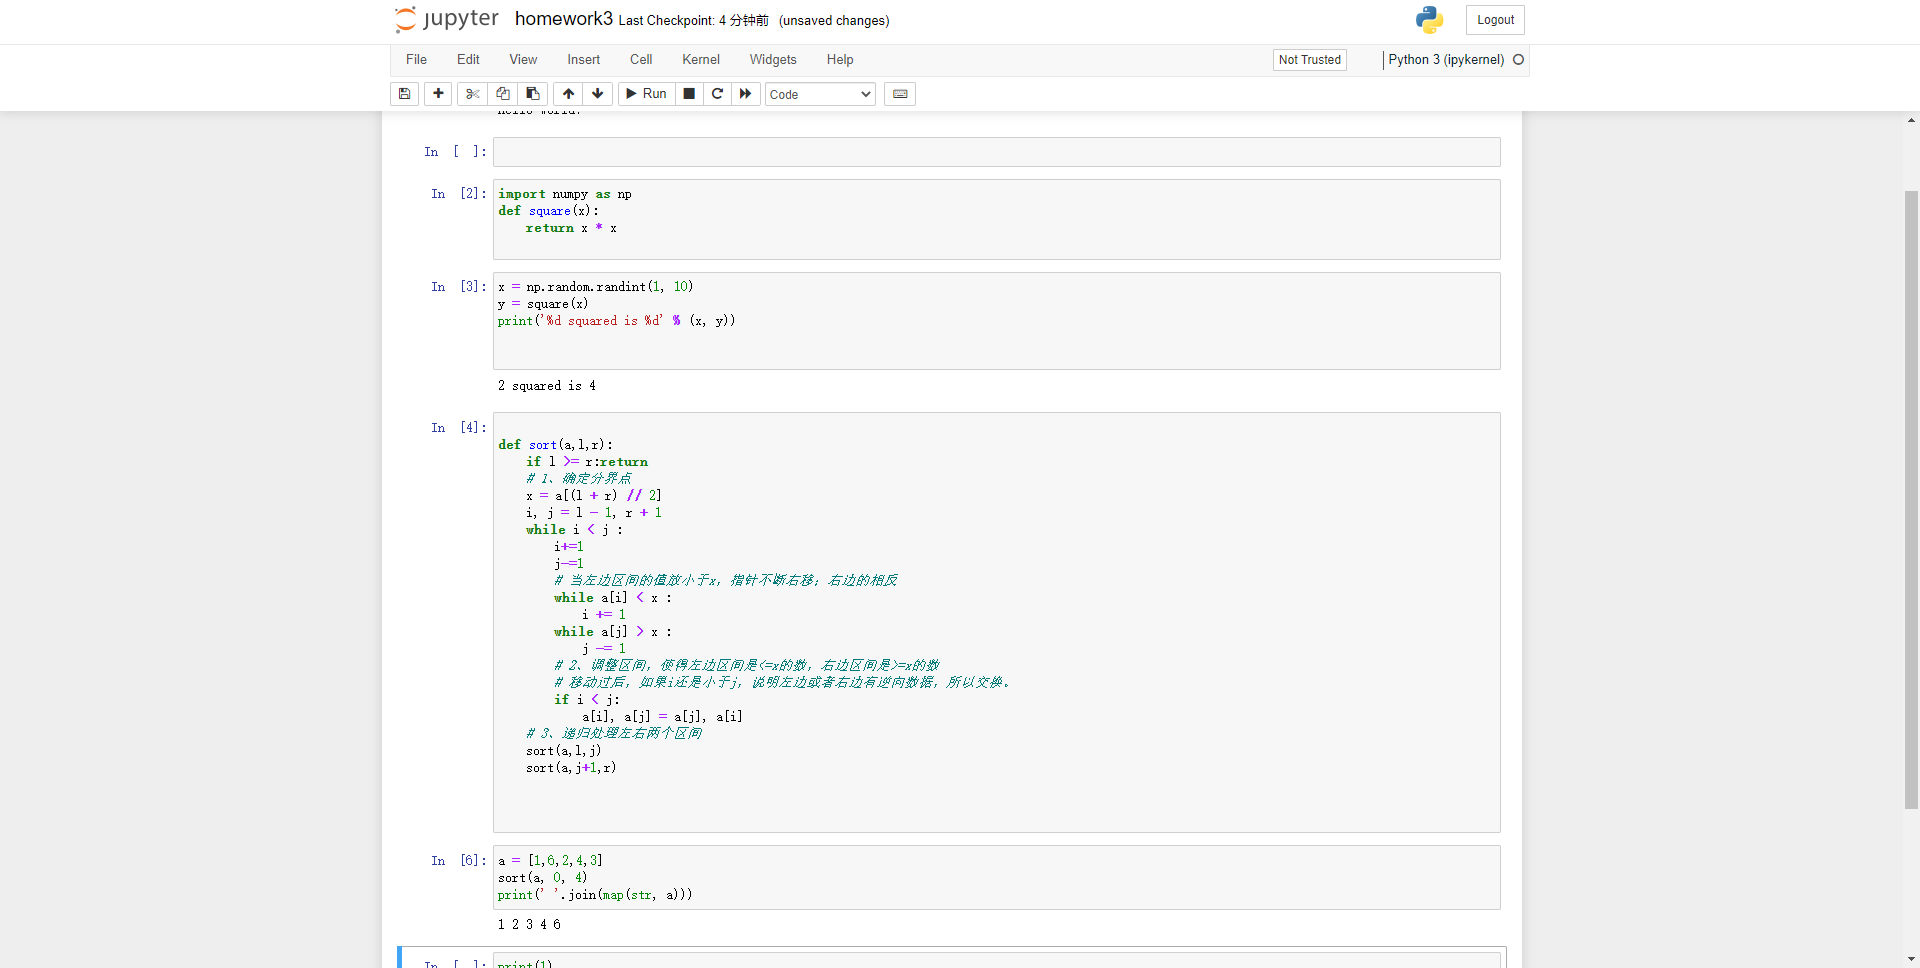 jupyter homework3 Last Checkpoint: 4 分钟前 (unsaved changes) Logout
File Edit View Insert Cell Kernel Widgets Help Not Trusted Python 3 (ipykernel)
Run Code
In [ ]:
In [2]: import numpy as np
def square(x):
    return x * x
In [3]: x = np.random.randint(1, 10)
y = square(x)
print('%d squared is %d' % (x, y))
2 squared is 4
In [4]:
def sort(a,l,r):
    if l >= r:return
    # 1、确定分界点
    x = a[(l + r) // 2]
    i, j = l - 1, r + 1
    while i < j :
        i+=1
        j-=1
        # 当左边区间的值放小于x，指针不断右移；右边的相反
        while a[i] < x :
            i += 1
        while a[j] > x :
            j -= 1
        # 2、调整区间，使得左边区间是<=x的数，右边区间是>=x的数
        # 移动过后，如果i还是小于j，说明左边或者右边有逆向数据，所以交换。
        if i < j:
            a[i], a[j] = a[j], a[i]
    # 3、递归处理左右两个区间
    sort(a,l,j)
    sort(a,j+1,r)
In [6]: a = [1,6,2,4,3]
sort(a, 0, 4)
print(' '.join(map(str, a)))
1 2 3 4 6
In [ ]: print(1)